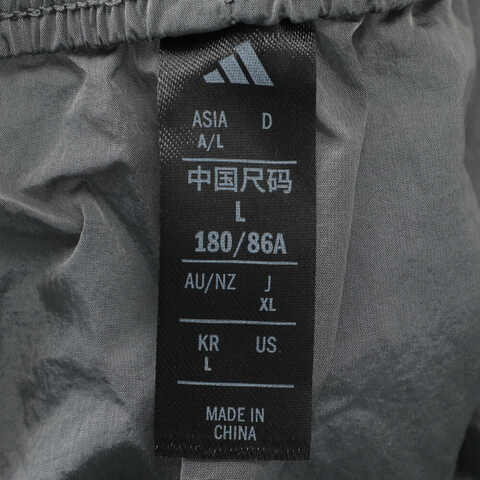 ASIA D
A/L
中国尺码
L
180/86A
AU/NZ J
XL
KR US
L
MADE IN
CHINA